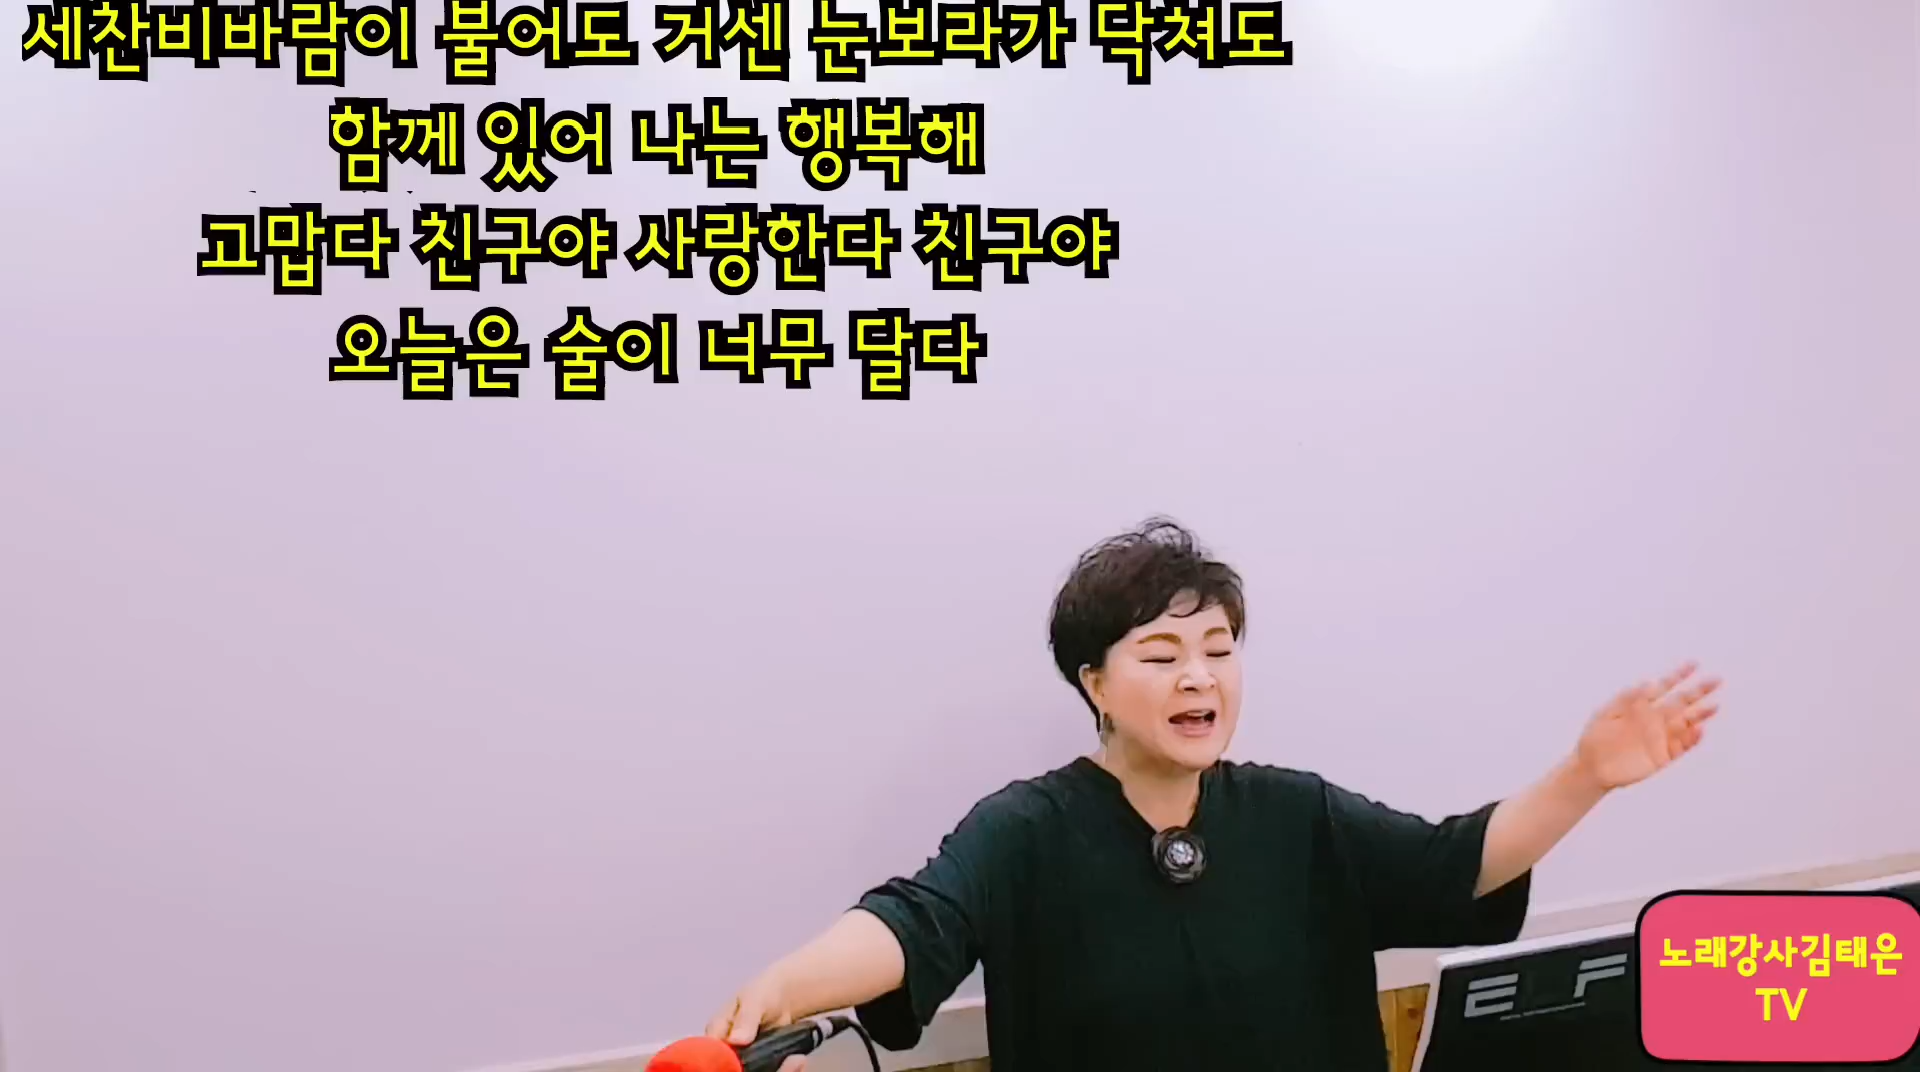 세찬비바람이 불어도 거센 눈보라가 닥쳐도
함께 있어 나는 행복해
고맙다 친구야 사랑한다 친구야
오늘은 술이 너무 달다
ELF
노래강사김태은
TV